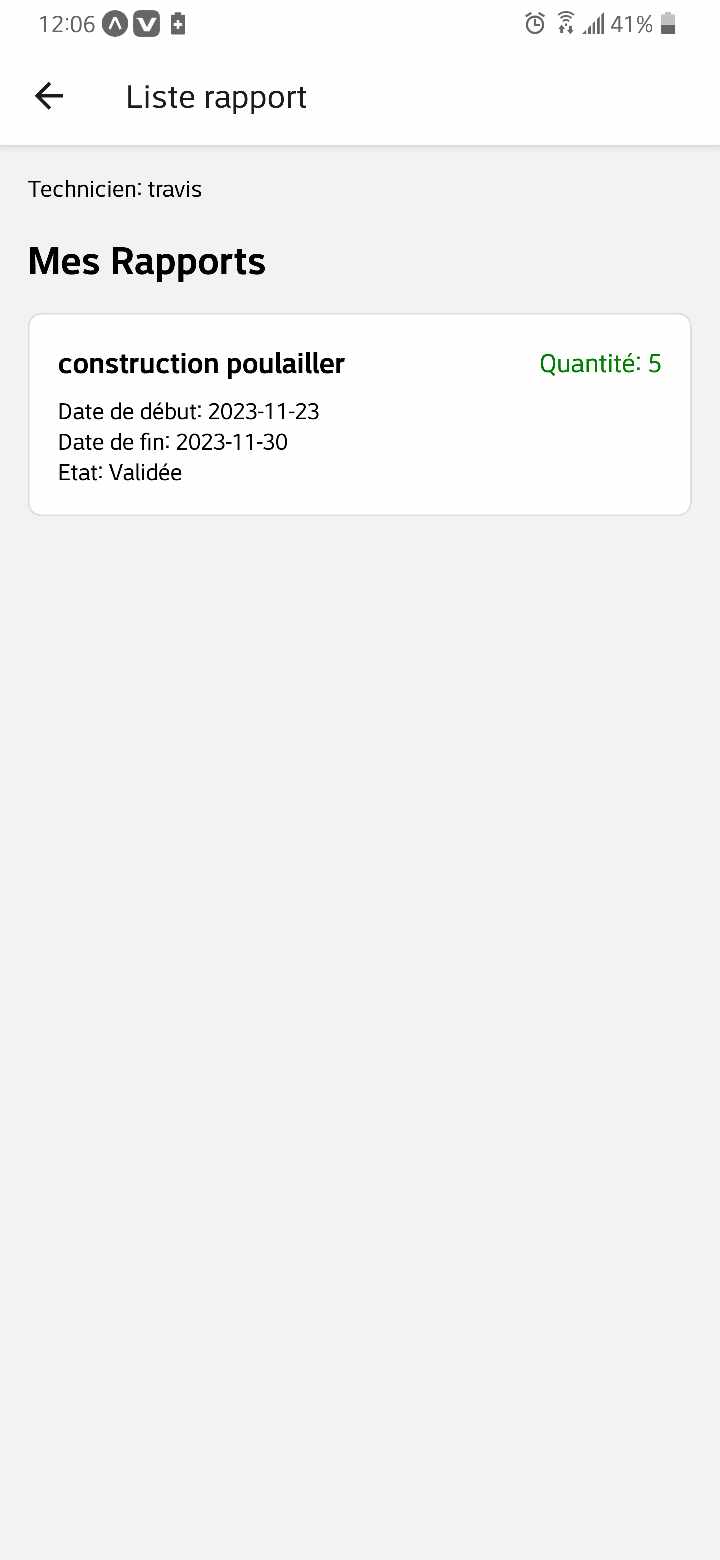 12:06 41%
Liste rapport
Technicien: travis
Mes Rapports
construction poulailler Quantité: 5
Date de début: 2023-11-23
Date de fin: 2023-11-30
Etat: Validée